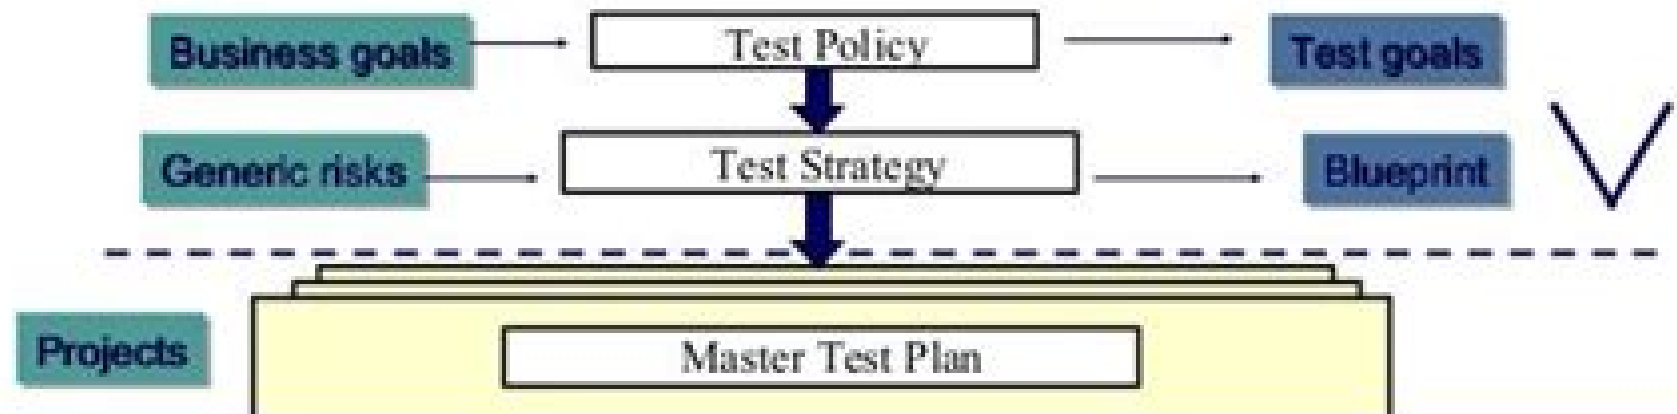 Business goals
Test Policy
Test goals
Generic risks
Test Strategy
Blueprint
Projects
Master Test Plan